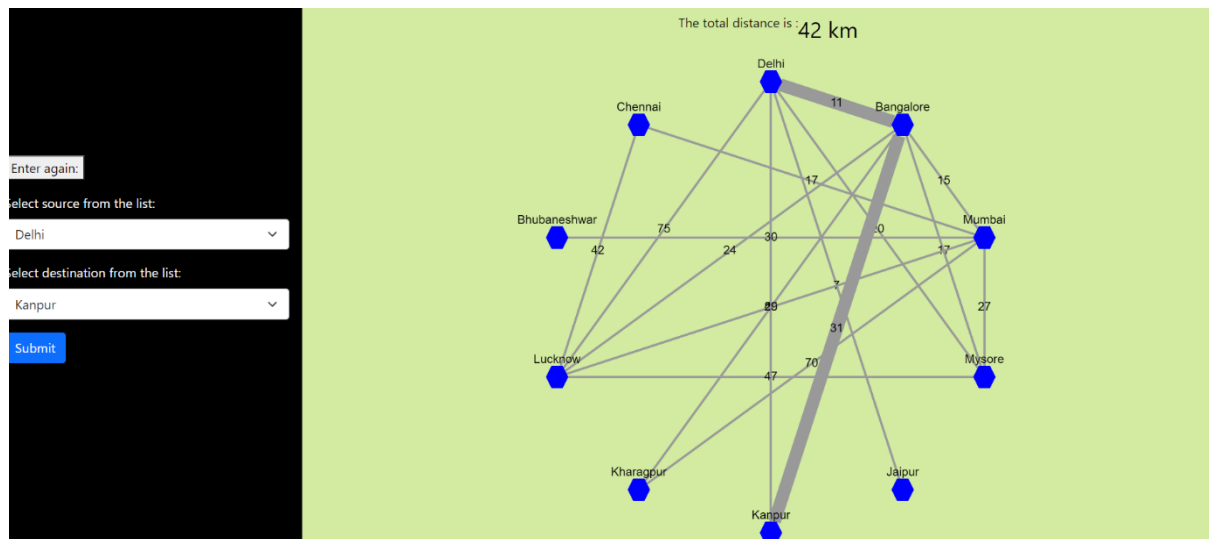 Enter again:
Select source from the list:
Delhi
Select destination from the list:
Kanpur
Submit
The total distance is :42 km
Delhi
11
Chennai
Bangalore
17
15
Bhubaneshwar
Mumbai
42
75
24
30
17
7
31
27
Lucknow
47
70
Mysore
Kharagpur
Jaipur
Kanpur